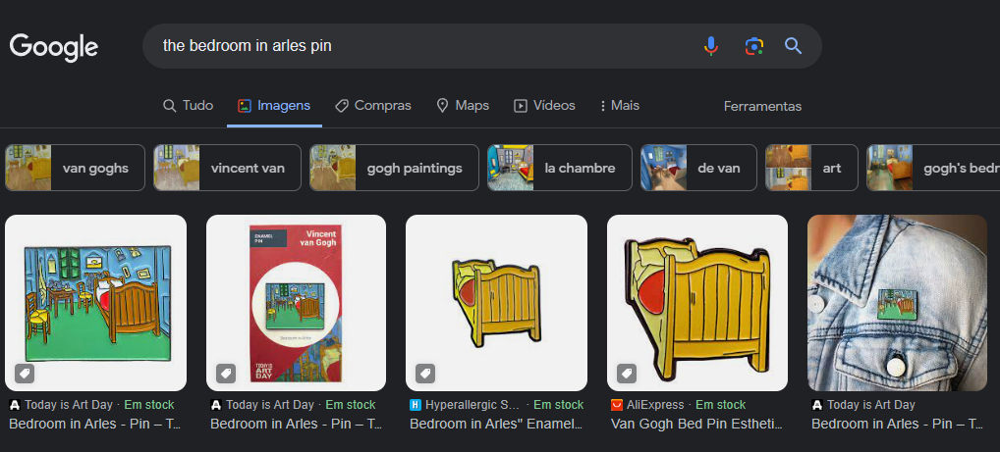 Google
the bedroom in arles pin
Tudo
Imagens
Compras
Maps
Vídeos
Mais
Ferramentas
van goghs
vincent van
gogh paintings
la chambre
de van
art
gogh's bedr
ENAMEL
PIN
Vincent
van Gogh
Bedroom in Arles
TODAY IS
ART
DAY
Today is Art Day · Em stock
Bedroom in Arles - Pin – T...
Today is Art Day · Em stock
Bedroom in Arles - Pin – T...
Hyperallergic S... · Em stock
Bedroom in Arles" Enamel...
AliExpress · Em stock
Van Gogh Bed Pin Estheti...
Today is Art Day
Bedroom in Arles - Pin – T...